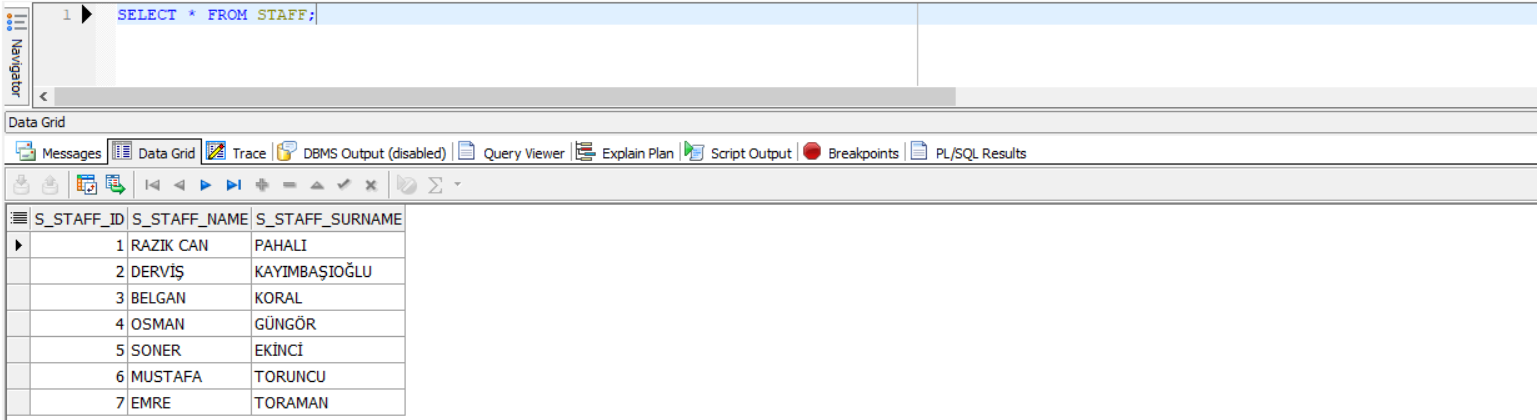 1 SELECT * FROM STAFF;
Navigator
Data Grid
Messages Data Grid Trace DBMS Output (disabled) Query Viewer Explain Plan Script Output Breakpoints PL/SQL Results
S_STAFF_ID S_STAFF_NAME S_STAFF_SURNAME
1 RAZIK CAN PAHALI
2 DERVİŞ KAYIMBAŞIOĞLU
3 BELGAN KORAL
4 OSMAN GÜNGÖR
5 SONER EKİNCİ
6 MUSTAFA TORUNCU
7 EMRE TORAMAN